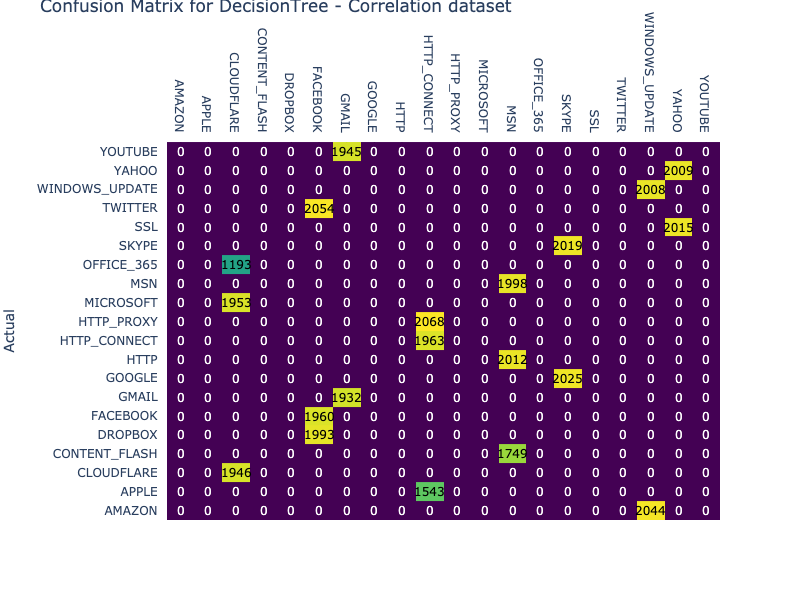 Confusion Matrix for DecisionTree - Correlation dataset
AMAZON APPLE CLOUDFLARE CONTENT_FLASH DROPBOX FACEBOOK GMAIL GOOGLE HTTP HTTP_CONNECT HTTP_PROXY MICROSOFT MSN OFFICE_365 SKYPE SSL TWITTER WINDOWS_UPDATE YAHOO YOUTUBE
YOUTUBE 0 0 0 0 0 0 1945 0 0 0 0 0 0 0 0 0 0 0 0 0
YAHOO 0 0 0 0 0 0 0 0 0 0 0 0 0 0 0 0 0 0 2009 0
WINDOWS_UPDATE 0 0 0 0 0 0 0 0 0 0 0 0 0 0 0 0 0 2008 0 0
TWITTER 0 0 0 0 0 2054 0 0 0 0 0 0 0 0 0 0 0 0 0 0
SSL 0 0 0 0 0 0 0 0 0 0 0 0 0 0 0 0 0 0 2015 0
SKYPE 0 0 0 0 0 0 0 0 0 0 0 0 0 0 2019 0 0 0 0 0
OFFICE_365 0 0 1193 0 0 0 0 0 0 0 0 0 0 0 0 0 0 0 0 0
MSN 0 0 0 0 0 0 0 0 0 0 0 0 1998 0 0 0 0 0 0 0
MICROSOFT 0 0 1953 0 0 0 0 0 0 0 0 0 0 0 0 0 0 0 0 0
HTTP_PROXY 0 0 0 0 0 0 0 0 0 2068 0 0 0 0 0 0 0 0 0 0
HTTP_CONNECT 0 0 0 0 0 0 0 0 0 1963 0 0 0 0 0 0 0 0 0 0
HTTP 0 0 0 0 0 0 0 0 0 0 0 0 2012 0 0 0 0 0 0 0
GOOGLE 0 0 0 0 0 0 0 0 0 0 0 0 0 0 2025 0 0 0 0 0
GMAIL 0 0 0 0 0 0 1932 0 0 0 0 0 0 0 0 0 0 0 0 0
FACEBOOK 0 0 0 0 0 1960 0 0 0 0 0 0 0 0 0 0 0 0 0 0
DROPBOX 0 0 0 0 0 1993 0 0 0 0 0 0 0 0 0 0 0 0 0 0
CONTENT_FLASH 0 0 0 0 0 0 0 0 0 0 0 0 1749 0 0 0 0 0 0 0
CLOUDFLARE 0 0 1946 0 0 0 0 0 0 0 0 0 0 0 0 0 0 0 0 0
APPLE 0 0 0 0 0 0 0 0 0 1543 0 0 0 0 0 0 0 0 0 0
AMAZON 0 0 0 0 0 0 0 0 0 0 0 0 0 0 0 0 0 2044 0 0
Actual